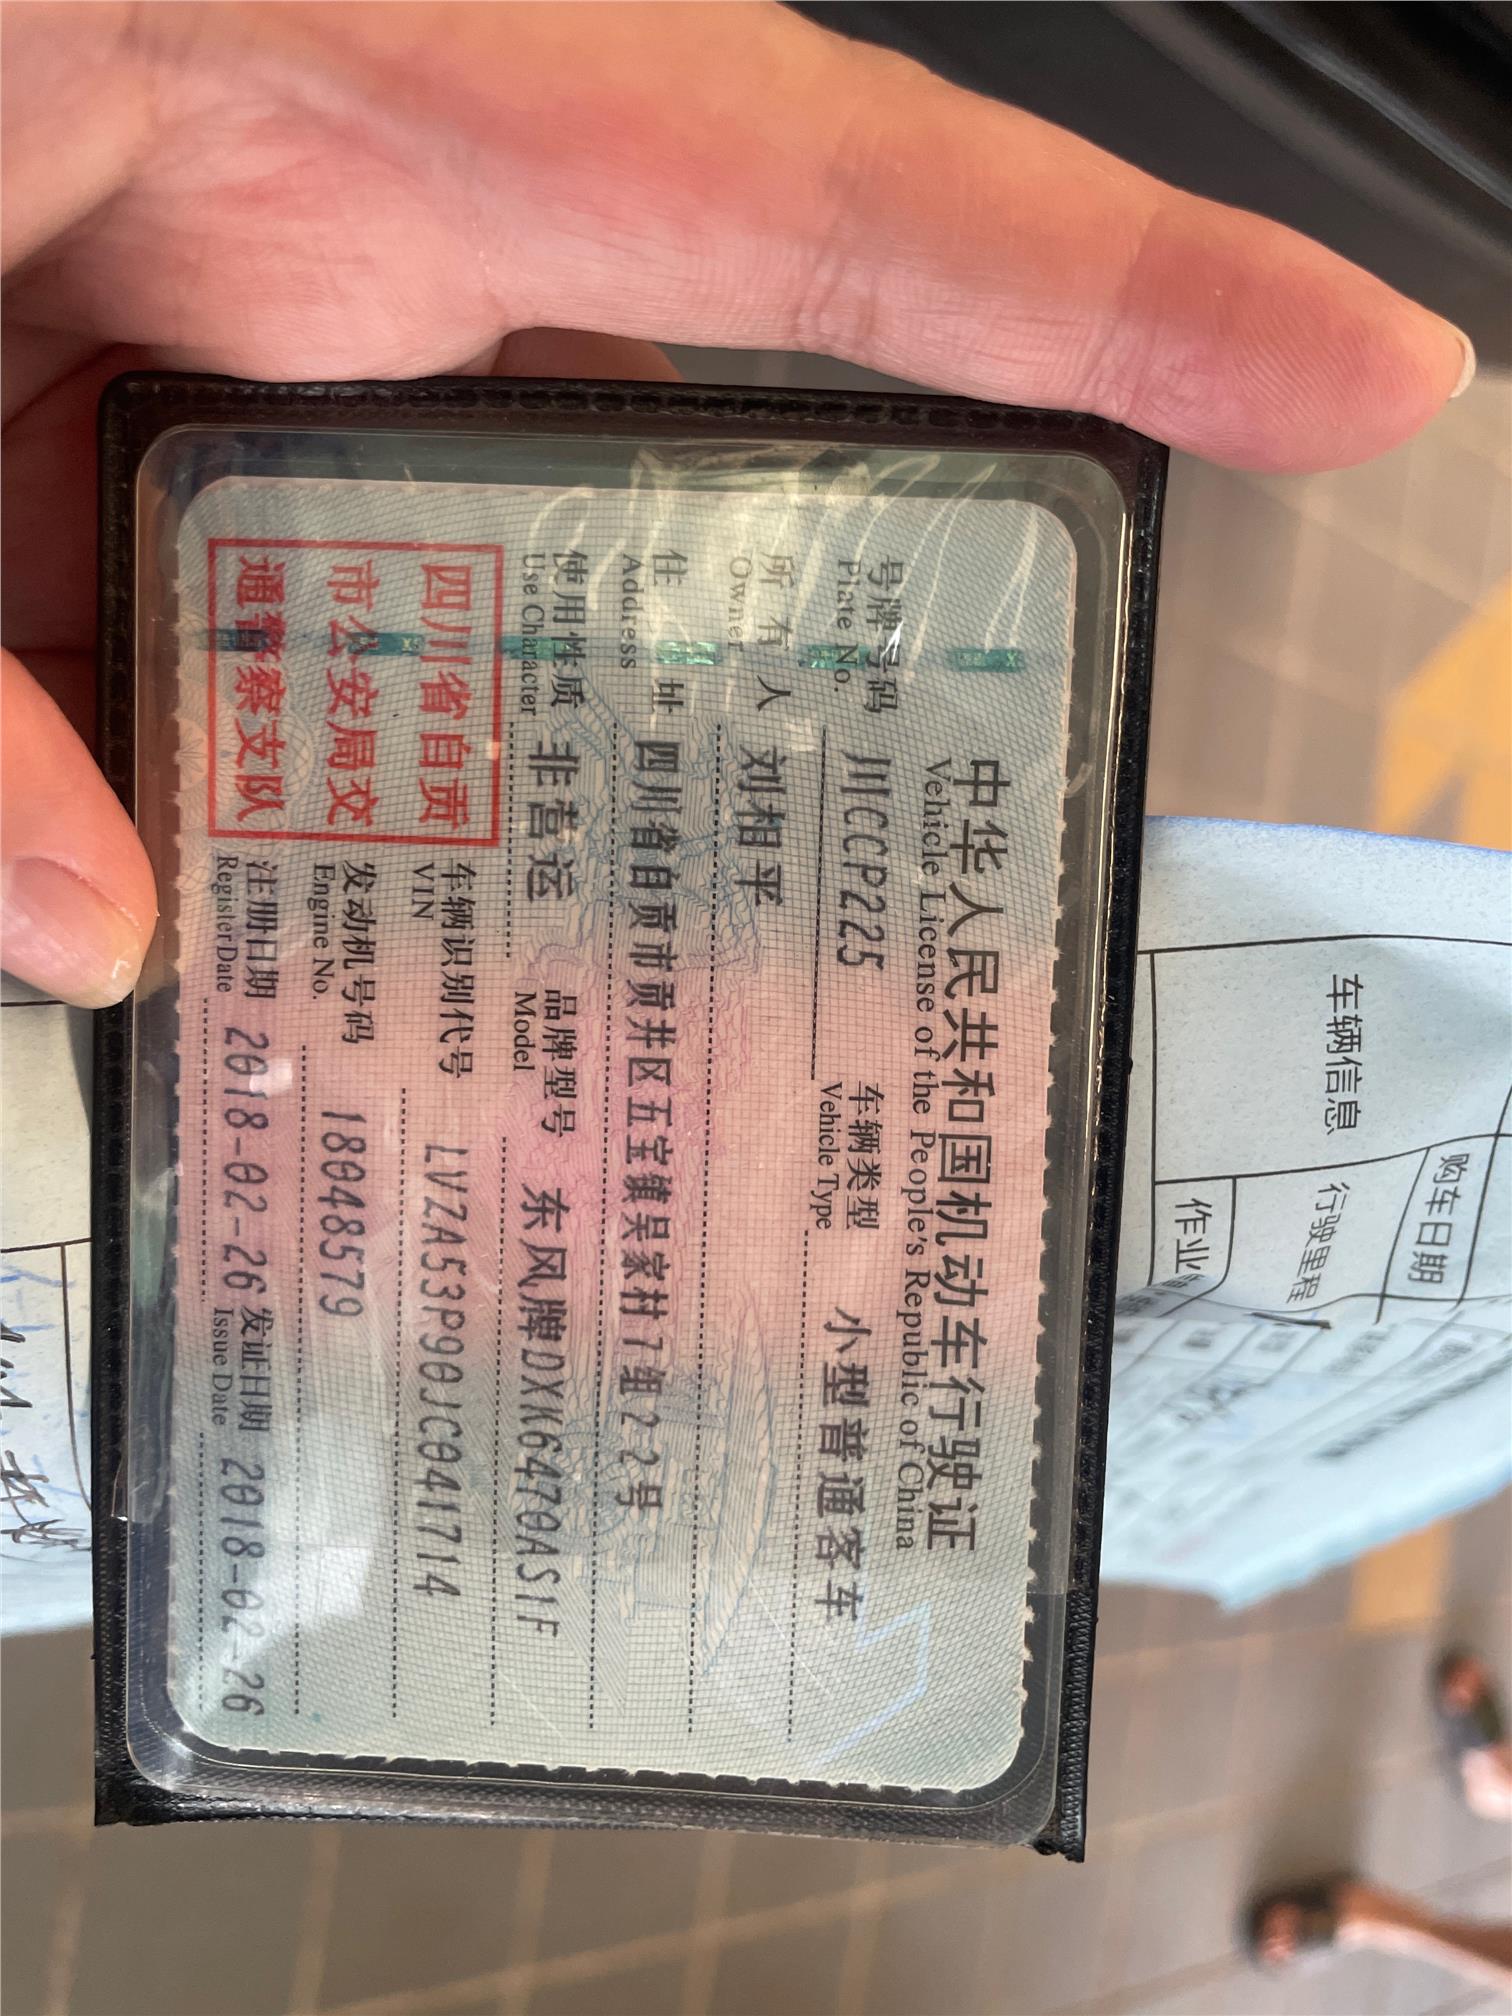 中华人民共和国机动车行驶证
Vehicle License of the People's Republic of China
号牌号码 川CCP225 车辆类型 小型普通客车
Plate No. Vehicle Type
所有人 刘相平
Owner
住址 四川省自贡市贡井区五宝镇吴家村7组22号
Address
使用性质 非营运 品牌型号 东风牌DXK6470AS1F
Use Character Model
四川省自贡
市公安局交
通警察支队
车辆识别代号 LVZA53P90JC041714
VIN
发动机号码 18048579
Engine No.
注册日期 2018-02-26 发证日期 2018-02-26
Register Date Issue Date
车辆信息
购车日期
行驶里程
作业